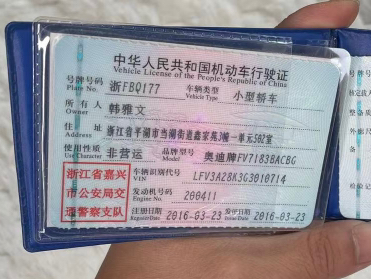 中华人民共和国机动车行驶证
Vehicle License of the People's Republic of China
号牌号码 浙FBQ177 车辆类型 小型轿车
Plate No. Vehicle Type
所有人 韩雅文
Owner
住址 浙江省平湖市当湖街道鑫家苑3幢一单元502室
Address
使用性质 非营运 品牌型号 奥迪牌FV7183BACBG
Use Character Model
浙江省嘉兴
市公安局交
通警察支队
车辆识别代号 LFV3A28K3G3010714
VIN
发动机号码 200411
Engine No.
注册日期 2016-03-23 发证日期 2016-03-23
Register Date Issue Date